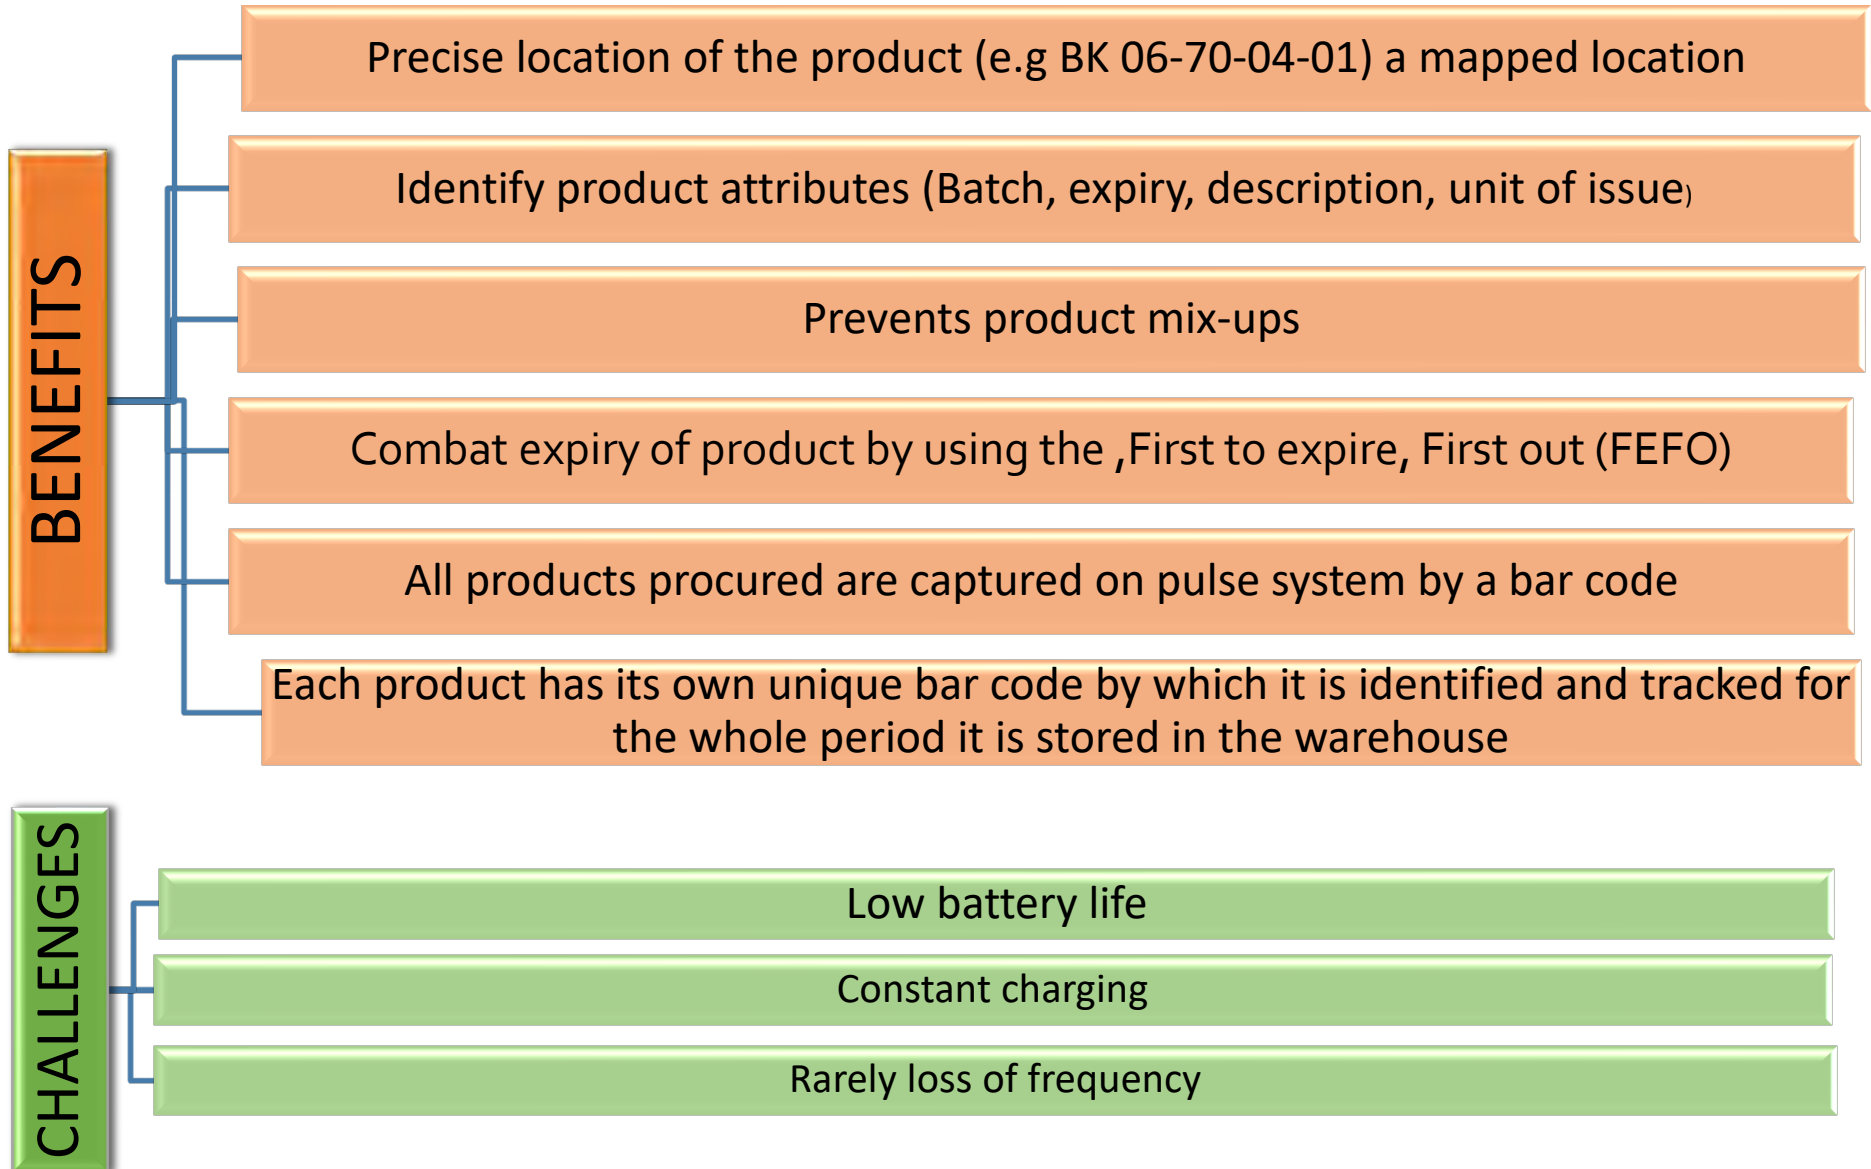 BENEFITS
Precise location of the product (e.g BK 06-70-04-01) a mapped location
Identify product attributes (Batch, expiry, description, unit of issue)
Prevents product mix-ups
Combat expiry of product by using the ,First to expire, First out (FEFO)
All products procured are captured on pulse system by a bar code
Each product has its own unique bar code by which it is identified and tracked for
the whole period it is stored in the warehouse
CHALLENGES
Low battery life
Constant charging
Rarely loss of frequency